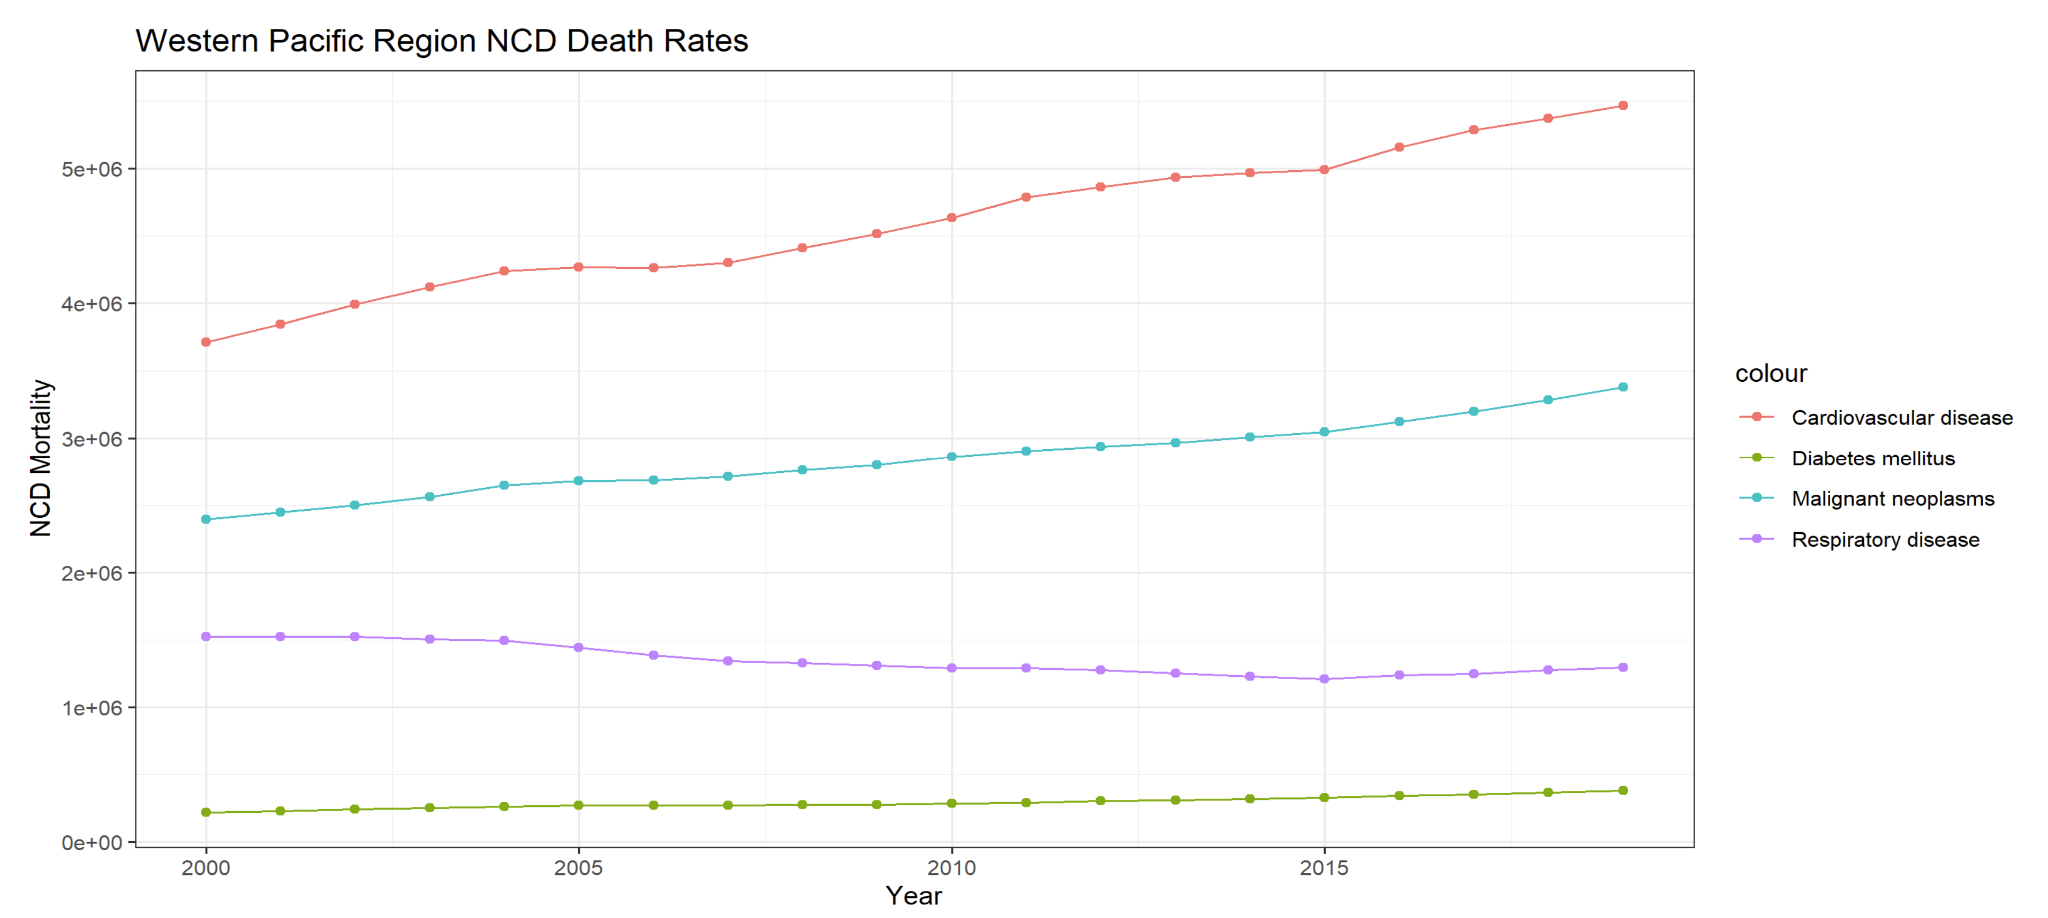 Western Pacific Region NCD Death Rates
NCD Mortality
5e+06
4e+06
3e+06
2e+06
1e+06
0e+00
2000 2005 2010 2015
Year
colour
Cardiovascular disease
Diabetes mellitus
Malignant neoplasms
Respiratory disease